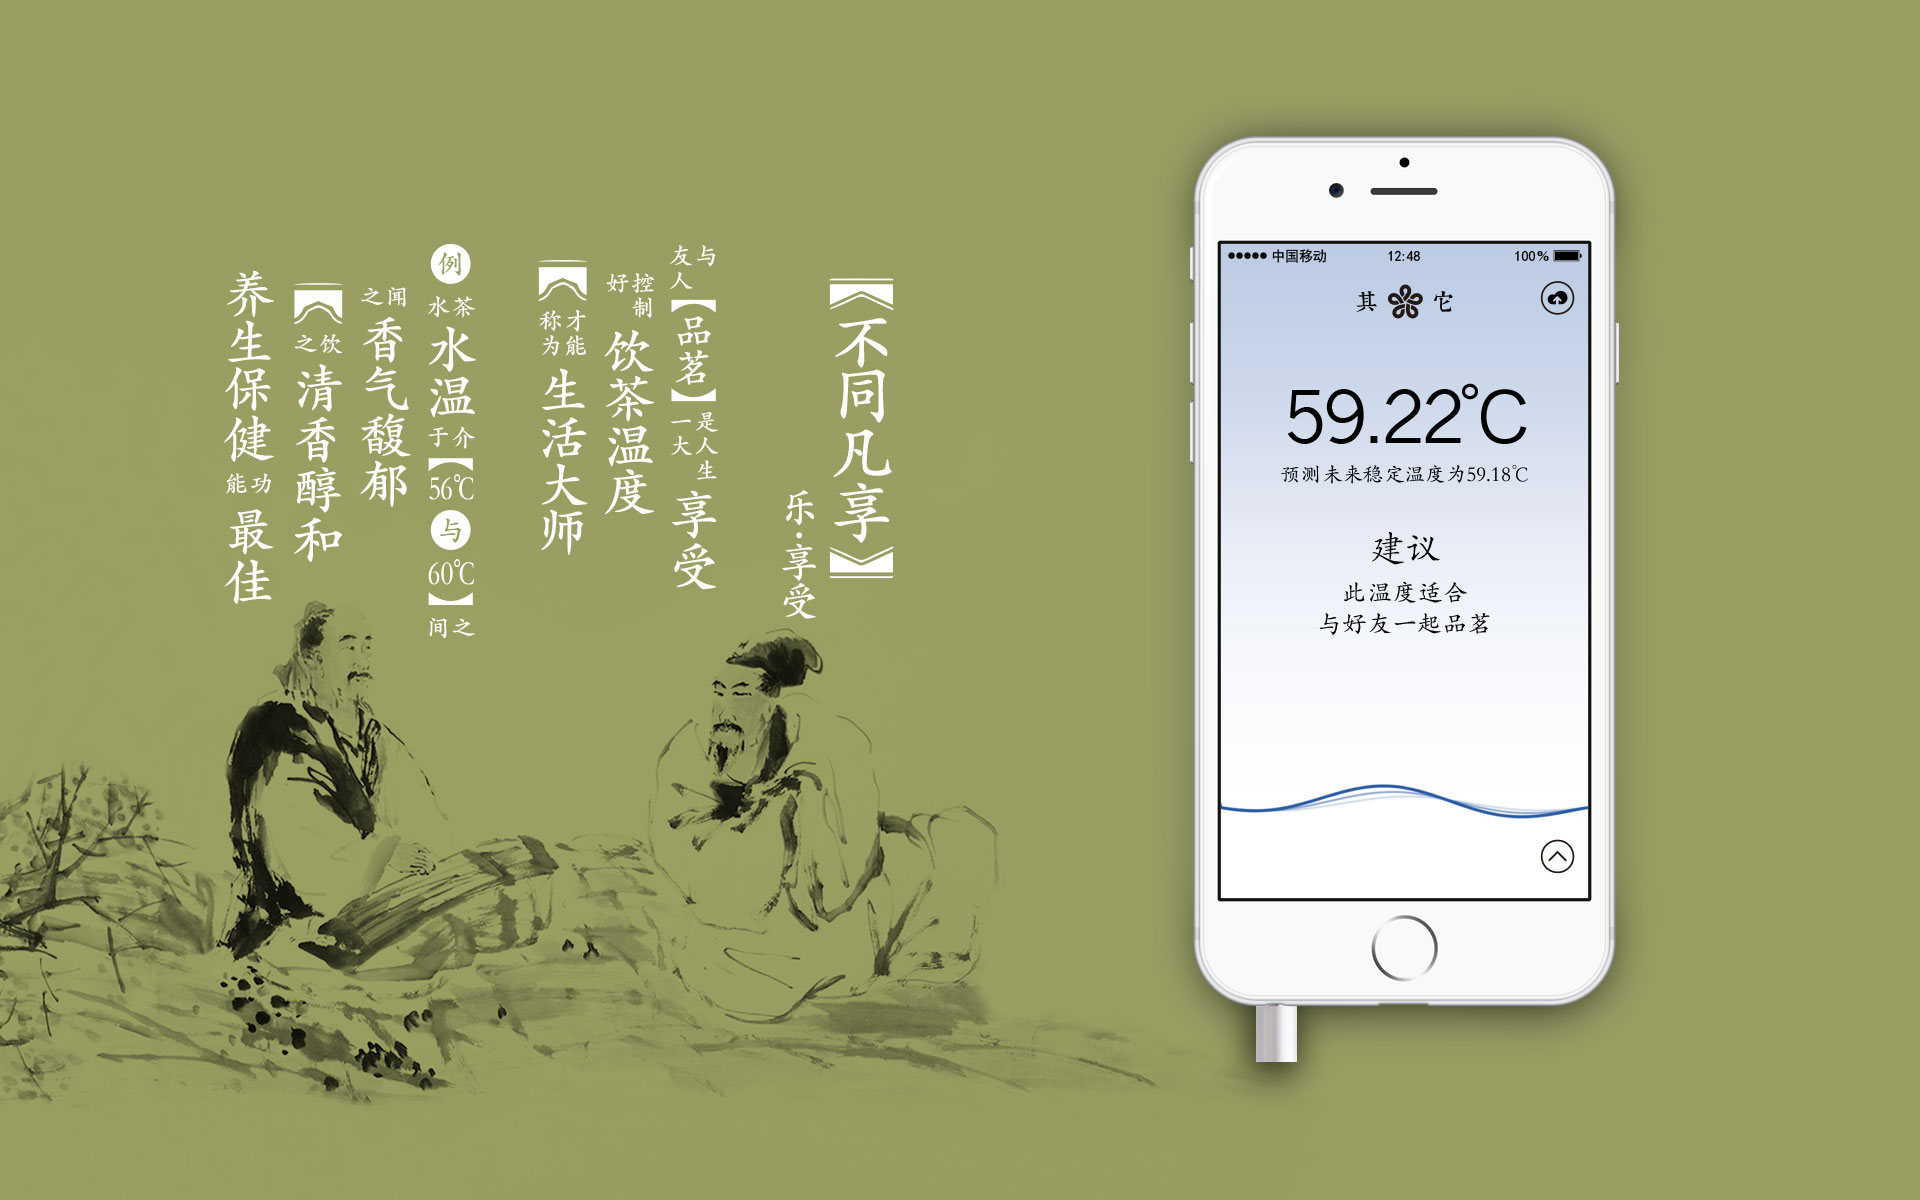 《不同凡享》
乐·享受
与友人【品茗】是人生一大享受
控制好饮茶温度
才能称为生活大师
例茶水水温介于【56℃与60℃】之间
闻之香气馥郁
饮之清香醇和
养生保健功能最佳
中国移动 12:48 100%
其 它
59.22℃
预测未来稳定温度为59.18℃
建议
此温度适合
与好友一起品茗